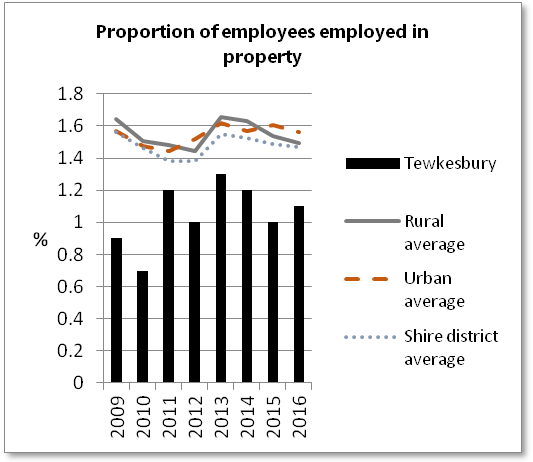 Proportion of employees employed in
property
1.8
1.6
1.4
1.2
1
0.8
0.6
0.4
0.2
0
%
2009
2010
2011
2012
2013
2014
2015
2016
Tewkesbury
Rural
average
Urban
average
Shire district
average